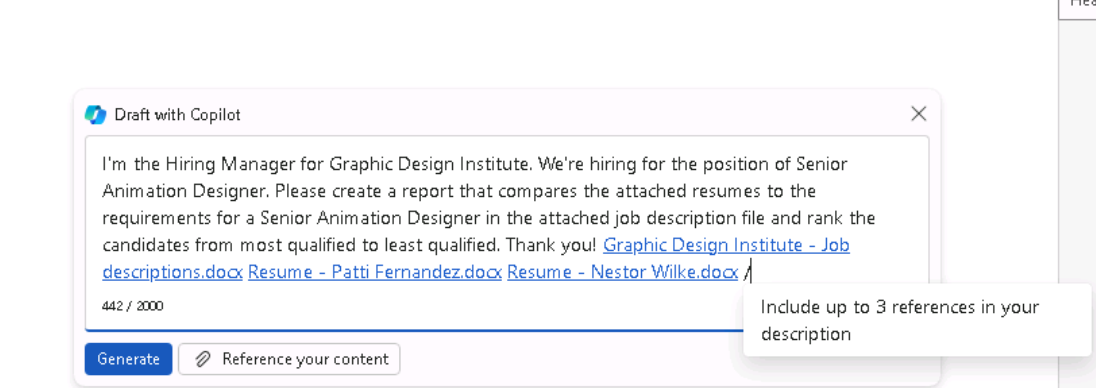 Hea
Draft with Copilot
I'm the Hiring Manager for Graphic Design Institute. We're hiring for the position of Senior
Animation Designer. Please create a report that compares the attached resumes to the
requirements for a Senior Animation Designer in the attached job description file and rank the
candidates from most qualified to least qualified. Thank you! Graphic Design Institute - Job
descriptions.docx Resume - Patti Fernandez.docx Resume - Nestor Wilke.docx /
442 / 2000
Include up to 3 references in your
description
Generate
Reference your content